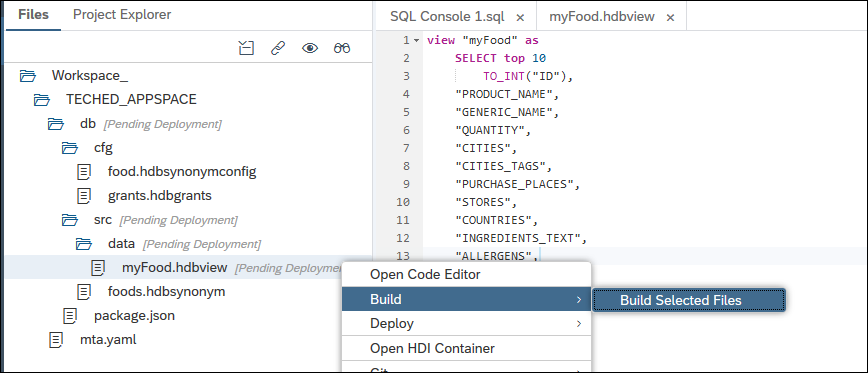 Files Project Explorer
SQL Console 1.sql × myFood.hdbview ×
Workspace_
TECHED_APPSPACE
db [Pending Deployment]
cfg
food.hdbsynonymconfig
grants.hdbgrants
src [Pending Deployment]
data [Pending Deployment]
myFood.hdbview [Pending Deployme
foods.hdbsynonym
package.json
mta.yaml
1 view "myFood" as
2 SELECT top 10
3 TO_INT("ID"),
4 "PRODUCT_NAME",
5 "GENERIC_NAME",
6 "QUANTITY",
7 "CITIES",
8 "CITIES_TAGS",
9 "PURCHASE_PLACES",
10 "STORES",
11 "COUNTRIES",
12 "INGREDIENTS_TEXT",
13 "ALLERGENS",
Open Code Editor
Build
Build Selected Files
Deploy
Open HDI Container
Git